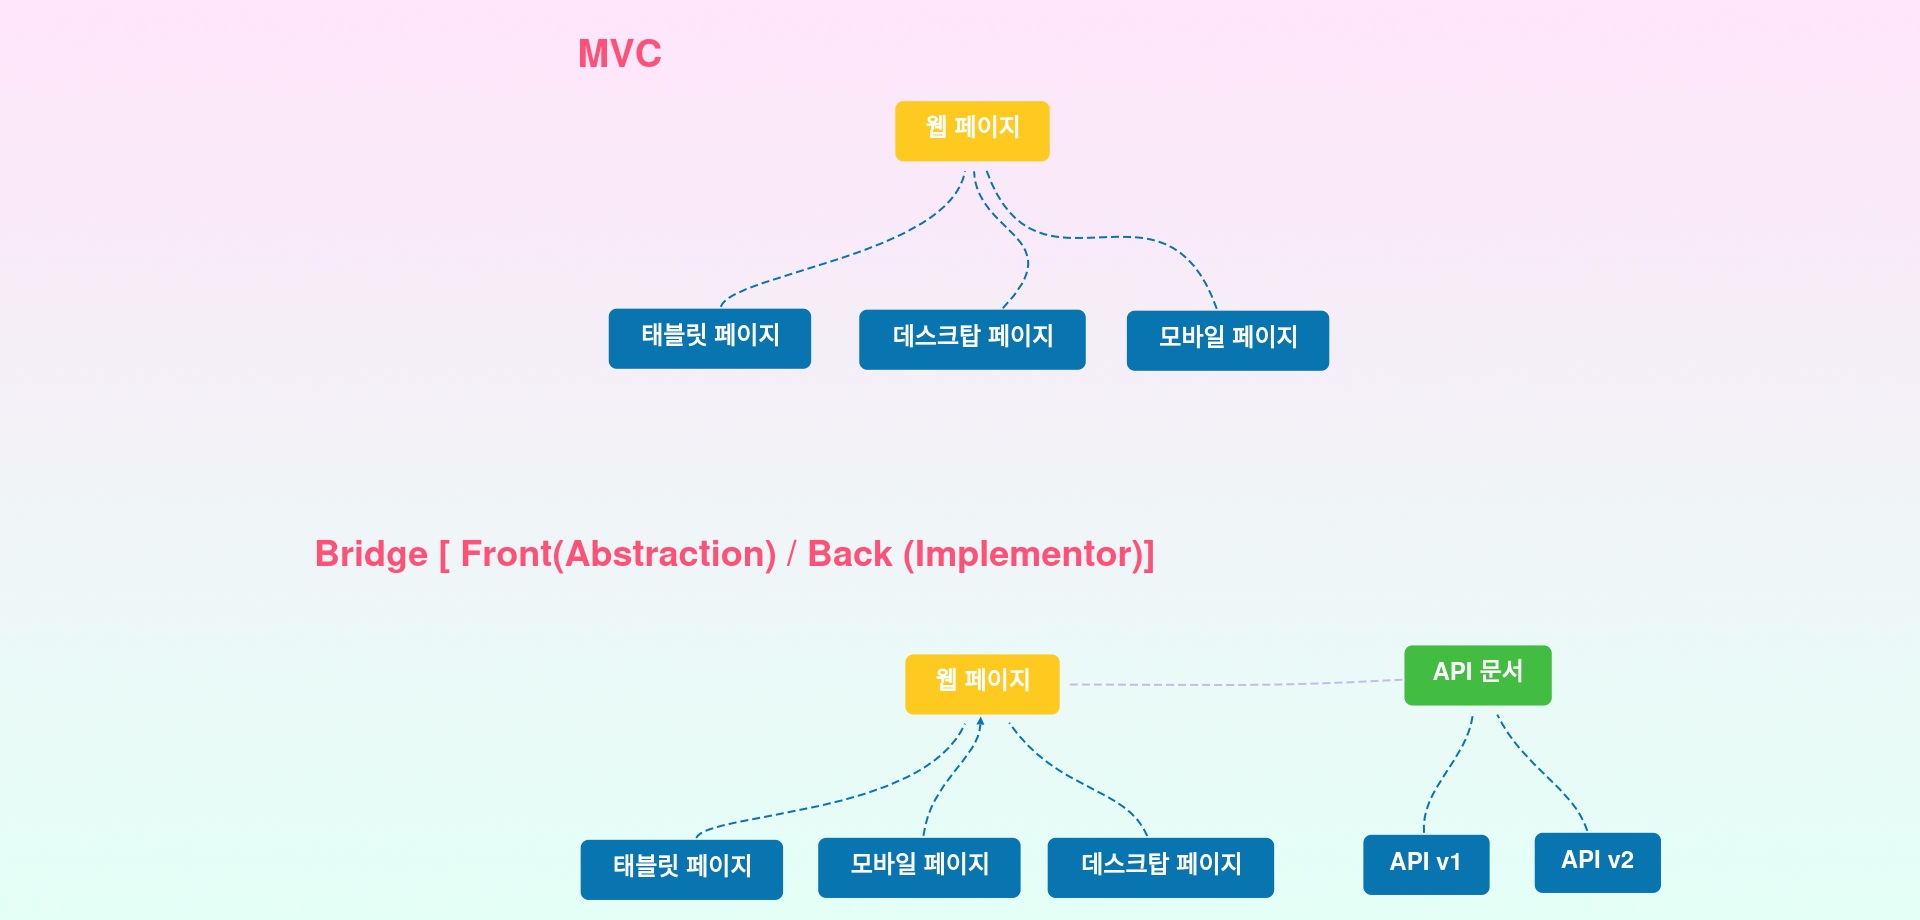 MVC
웹 페이지
태블릿 페이지
데스크탑 페이지
모바일 페이지
Bridge [ Front(Abstraction) / Back (Implementor)]
웹 페이지
API 문서
태블릿 페이지
모바일 페이지
데스크탑 페이지
API v1
API v2